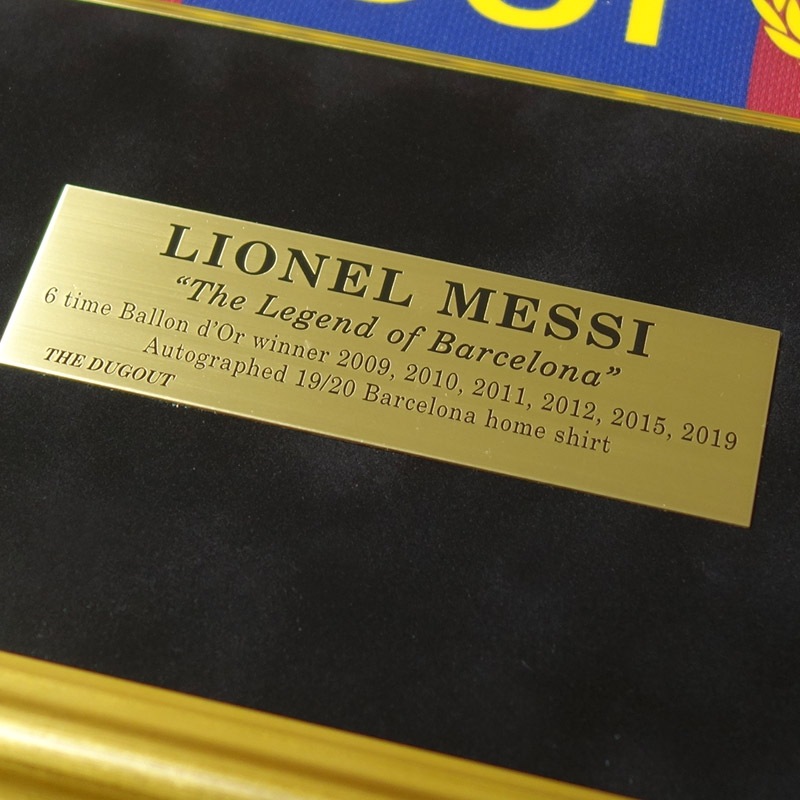 LIONEL MESSI
“The Legend of Barcelona”
6 time Ballon d’Or winner 2009, 2010, 2011, 2012, 2015, 2019
Autographed 19/20 Barcelona home shirt
THE DUGOUT